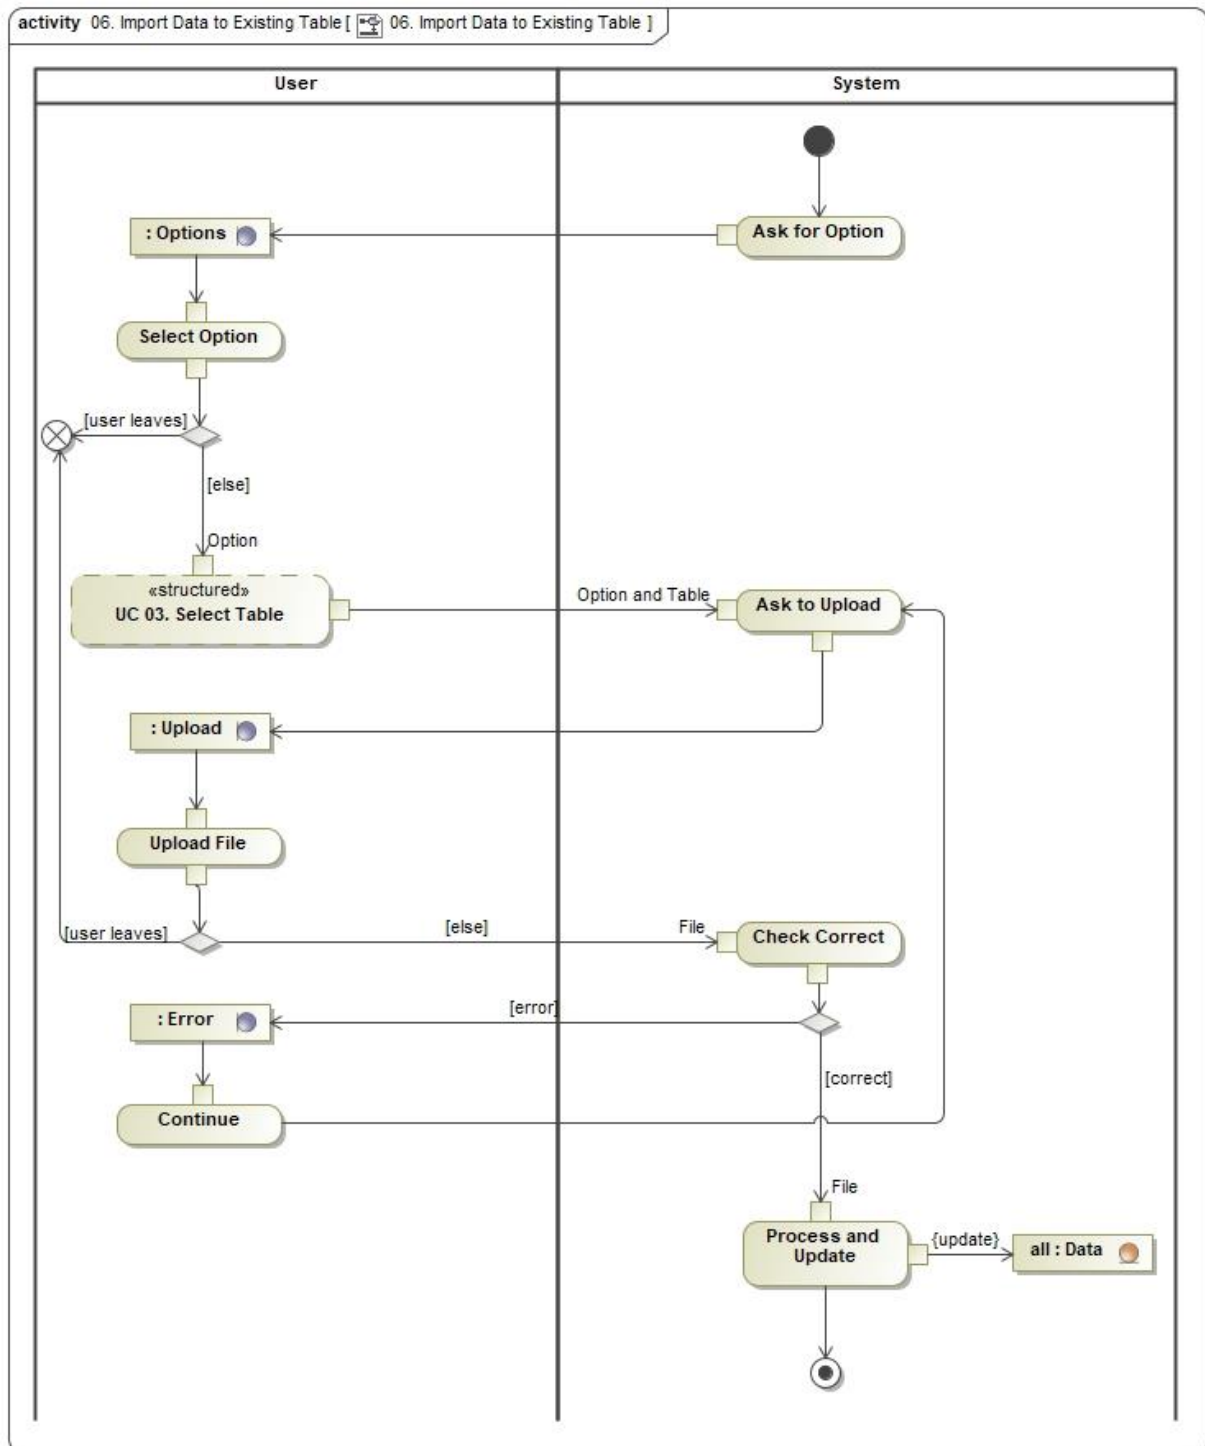 activity 06. Import Data to Existing Table [ 06. Import Data to Existing Table ]
User
System
Ask for Option
: Options
Select Option
[user leaves]
[else]
Option
«structured»
UC 03. Select Table
Option and Table
Ask to Upload
: Upload
Upload File
[user leaves]
[else]
File
Check Correct
[error]
: Error
[correct]
Continue
File
Process and
Update
{update}
all : Data